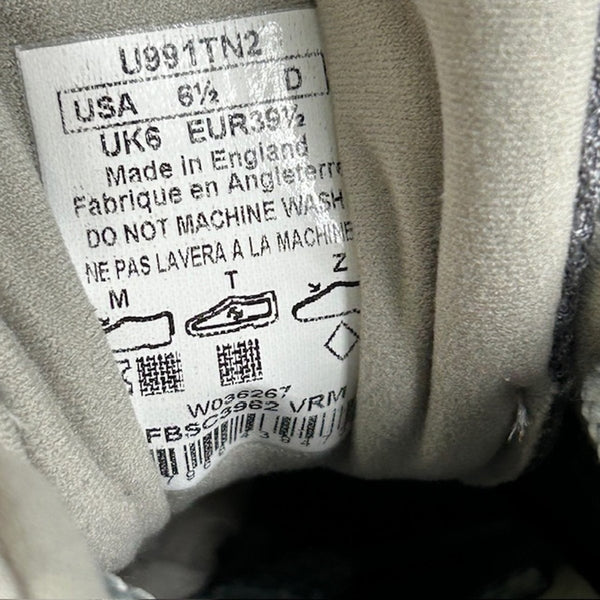 U991TN2
USA 6½ D
UK6 EUR39½
Made in England
Fabrique en Angleterr
DO NOT MACHINE WASH
NE PAS LAVERA A LA MACHINE
M T Z
W036267
FBSC3962 VRM